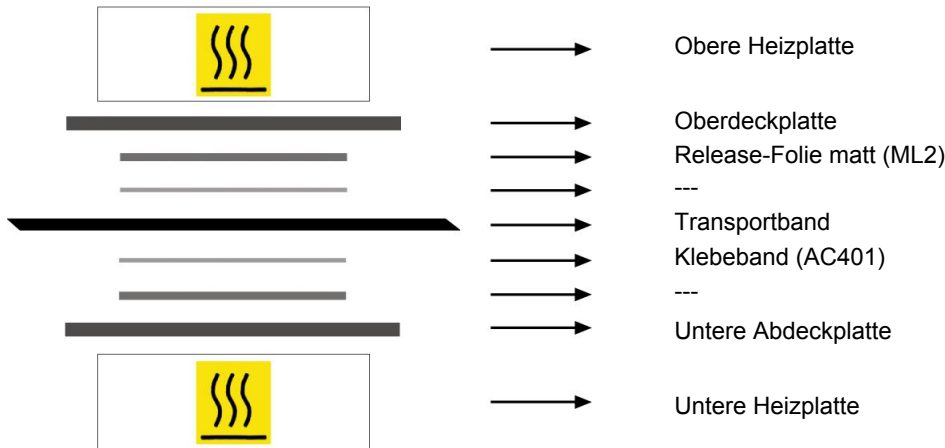 Obere Heizplatte
Oberdeckplatte
Release-Folie matt (ML2)
---
Transportband
Klebeband (AC401)
---
Untere Abdeckplatte
Untere Heizplatte